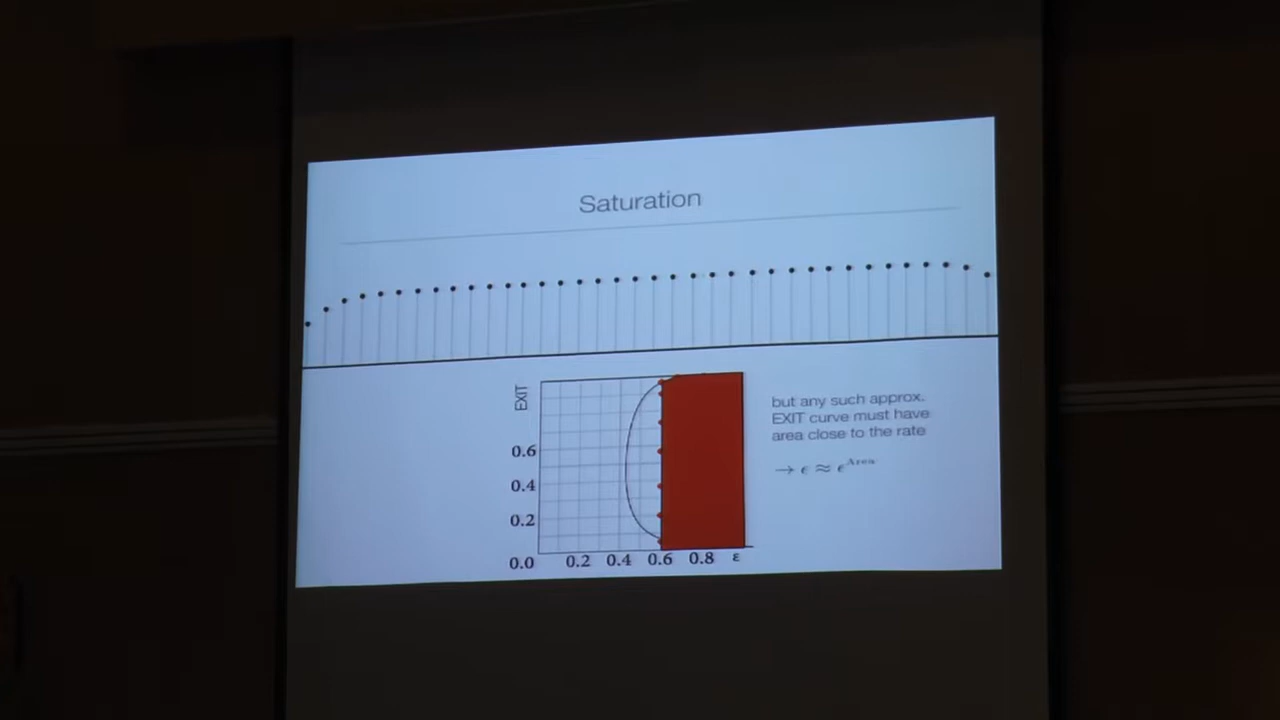 Saturation
EXIT
0.6
0.4
0.2
0.0
0.2 0.4 0.6 0.8 ε
but any such approx.
EXIT curve must have
area close to the rate
→ ϵ ≈ ϵ^Area